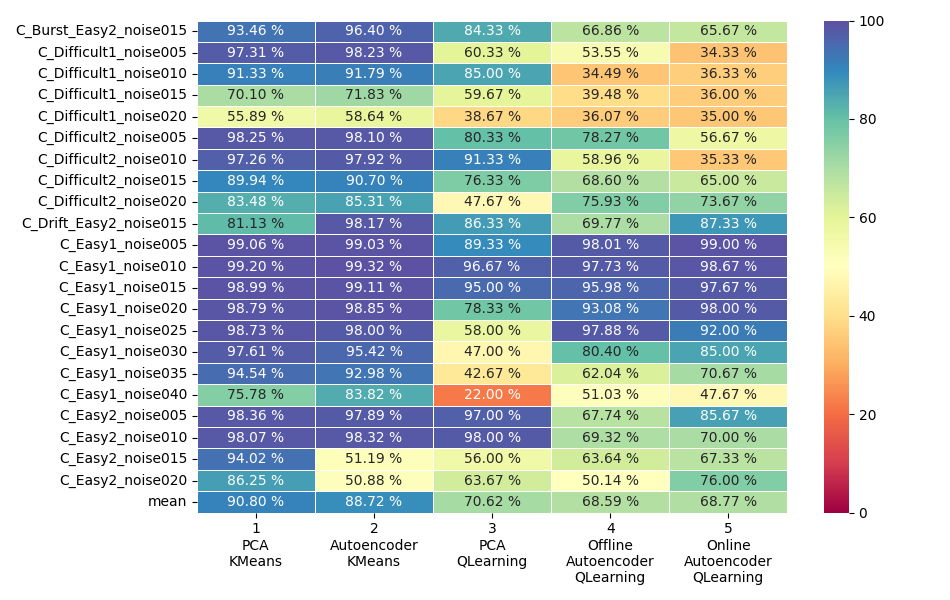 C_Burst_Easy2_noise015 93.46 % 96.40 % 84.33 % 66.86 % 65.67 %
C_Difficult1_noise005 97.31 % 98.23 % 60.33 % 53.55 % 34.33 %
C_Difficult1_noise010 91.33 % 91.79 % 85.00 % 34.49 % 36.33 %
C_Difficult1_noise015 70.10 % 71.83 % 59.67 % 39.48 % 36.00 %
C_Difficult1_noise020 55.89 % 58.64 % 38.67 % 36.07 % 35.00 %
C_Difficult2_noise005 98.25 % 98.10 % 80.33 % 78.27 % 56.67 %
C_Difficult2_noise010 97.26 % 97.92 % 91.33 % 58.96 % 35.33 %
C_Difficult2_noise015 89.94 % 90.70 % 76.33 % 68.60 % 65.00 %
C_Difficult2_noise020 83.48 % 85.31 % 47.67 % 75.93 % 73.67 %
C_Drift_Easy2_noise015 81.13 % 98.17 % 86.33 % 69.77 % 87.33 %
C_Easy1_noise005 99.06 % 99.03 % 89.33 % 98.01 % 99.00 %
C_Easy1_noise010 99.20 % 99.32 % 96.67 % 97.73 % 98.67 %
C_Easy1_noise015 98.99 % 99.11 % 95.00 % 95.98 % 97.67 %
C_Easy1_noise020 98.79 % 98.85 % 78.33 % 93.08 % 98.00 %
C_Easy1_noise025 98.73 % 98.00 % 58.00 % 97.88 % 92.00 %
C_Easy1_noise030 97.61 % 95.42 % 47.00 % 80.40 % 85.00 %
C_Easy1_noise035 94.54 % 92.98 % 42.67 % 62.04 % 70.67 %
C_Easy1_noise040 75.78 % 83.82 % 22.00 % 51.03 % 47.67 %
C_Easy2_noise005 98.36 % 97.89 % 97.00 % 67.74 % 85.67 %
C_Easy2_noise010 98.07 % 98.32 % 98.00 % 69.32 % 70.00 %
C_Easy2_noise015 94.02 % 51.19 % 56.00 % 63.64 % 67.33 %
C_Easy2_noise020 86.25 % 50.88 % 63.67 % 50.14 % 76.00 %
mean 90.80 % 88.72 % 70.62 % 68.59 % 68.77 %
1 2 3 4 5
PCA Autoencoder PCA Offline Online
KMeans KMeans QLearning Autoencoder Autoencoder
QLearning QLearning
100
80
60
40
20
0